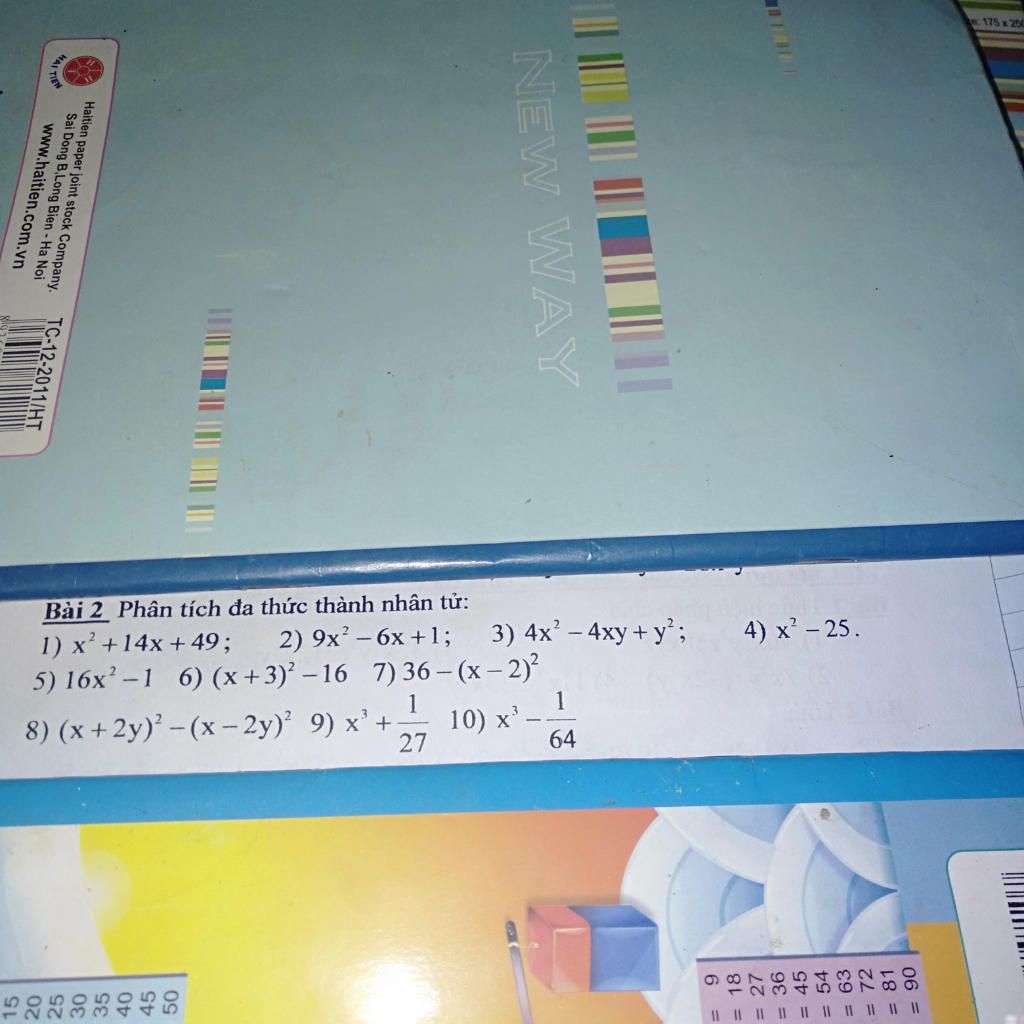 HẢI TIẾN
Haitien paper joint stock Company.
Sai Dong B,Long Bien - Ha Noi
www.haitien.com.vn
TC-12-2011/HT
NEW WAY
175 x 250
Bài 2 Phân tích đa thức thành nhân tử:
1) x² +14x + 49 ; 2) 9x² – 6x +1; 3) 4x² – 4xy + y² ; 4) x² – 25 .
5) 16x² – 1 6) (x + 3)² – 16 7) 36 – (x – 2)²
8) (x + 2y)² – (x – 2y)² 9) x³ + 1/27 10) x³ – 1/64
15
20
25
30
35
40
45
50
= 9
= 18
= 27
= 36
= 45
= 54
= 63
= 72
= 81
= 90